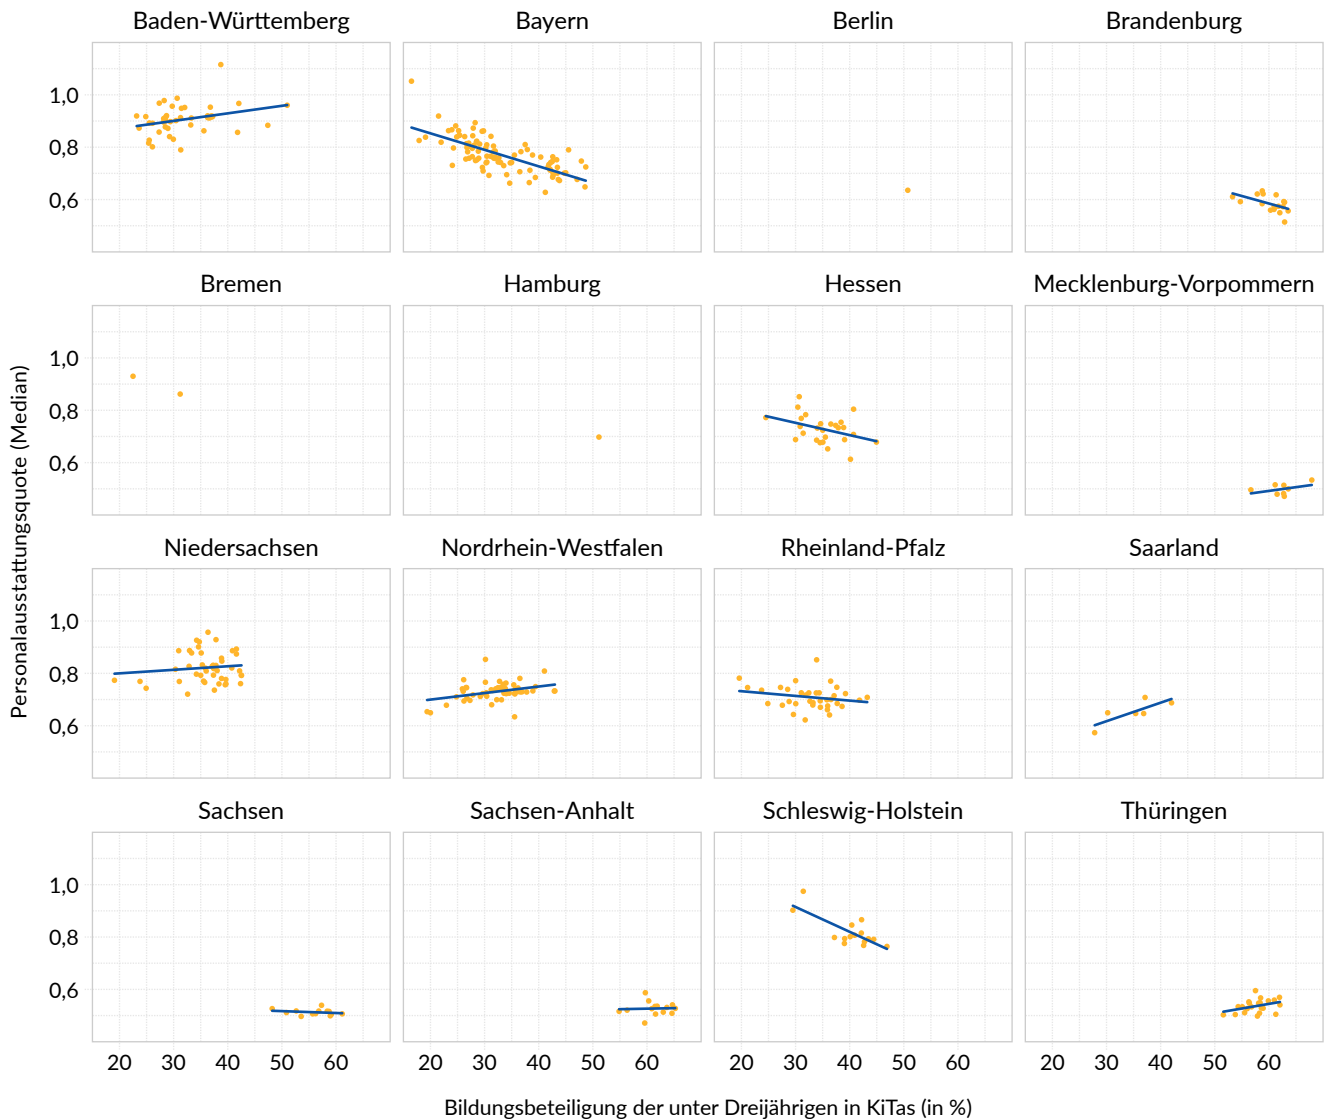 Baden-Württemberg Bayern Berlin Brandenburg
1,0
0,8
0,6
Bremen Hamburg Hessen Mecklenburg-Vorpommern
1,0
0,8
0,6
Personalausstattungsquote (Median)
Niedersachsen Nordrhein-Westfalen Rheinland-Pfalz Saarland
1,0
0,8
0,6
Sachsen Sachsen-Anhalt Schleswig-Holstein Thüringen
1,0
0,8
0,6
20 30 40 50 60 20 30 40 50 60 20 30 40 50 60 20 30 40 50 60
Bildungsbeteiligung der unter Dreijährigen in KiTas (in %)